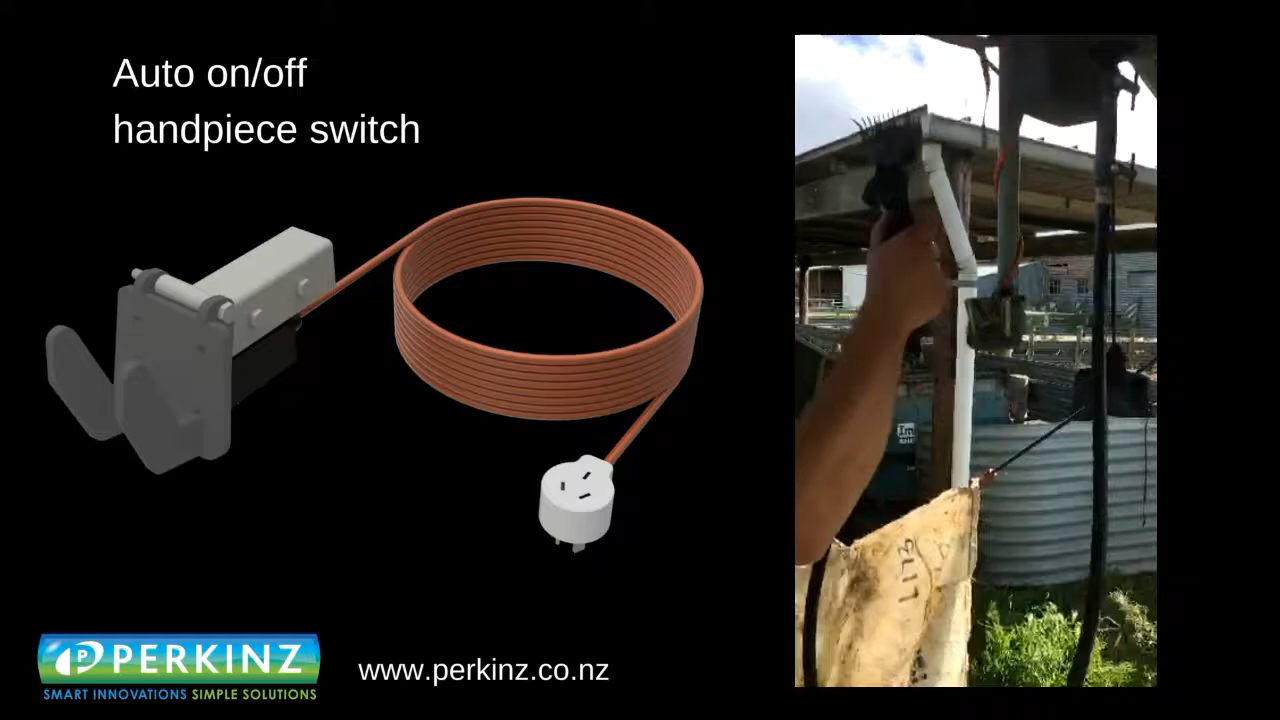 Auto on/off
handpiece switch
PERKINZ
SMART INNOVATIONS SIMPLE SOLUTIONS
www.perkinz.co.nz